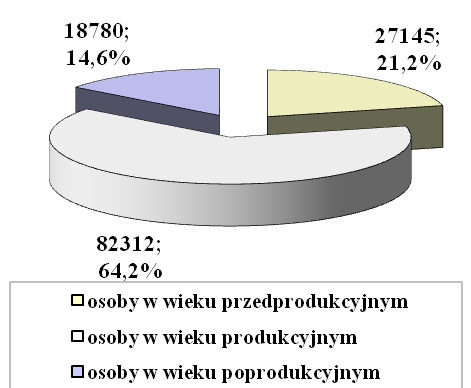 18780;
14,6%
27145;
21,2%
82312;
64,2%
osoby w wieku przedprodukcyjnym
osoby w wieku produkcyjnym
osoby w wieku poprodukcyjnym